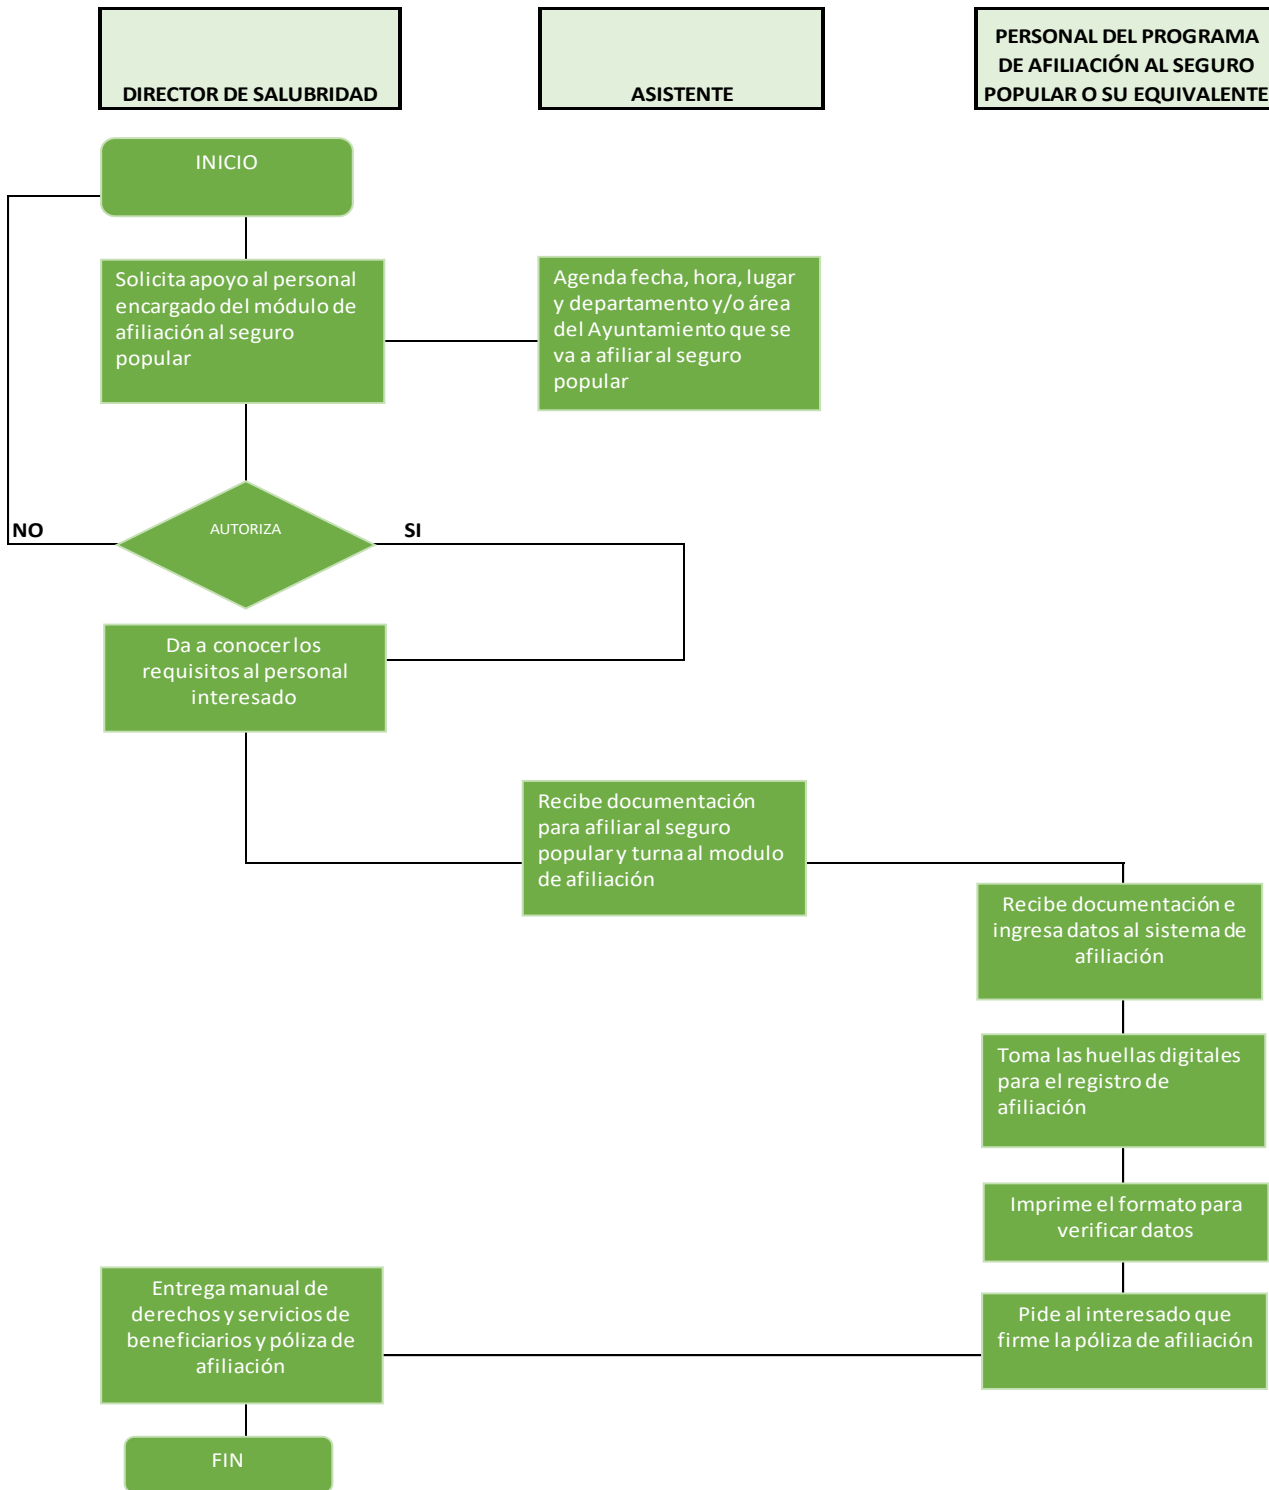 DIRECTOR DE SALUBRIDAD
ASISTENTE
PERSONAL DEL PROGRAMA
DE AFILIACIÓN AL SEGURO
POPULAR O SU EQUIVALENTE
INICIO
Solicita apoyo al personal
encargado del módulo de
afiliación al seguro
popular
Agenda fecha, hora, lugar
y departamento y/o área
del Ayuntamiento que se
va a afiliar al seguro
popular
NO
AUTORIZA
SI
Da a conocer los
requisitos al personal
interesado
Recibe documentación
para afiliar al seguro
popular y turna al modulo
de afiliación
Recibe documentación e
ingresa datos al sistema de
afiliación
Toma las huellas digitales
para el registro de
afiliación
Imprime el formato para
verificar datos
Pide al interesado que
firme la póliza de afiliación
Entrega manual de
derechos y servicios de
beneficiarios y póliza de
afiliación
FIN